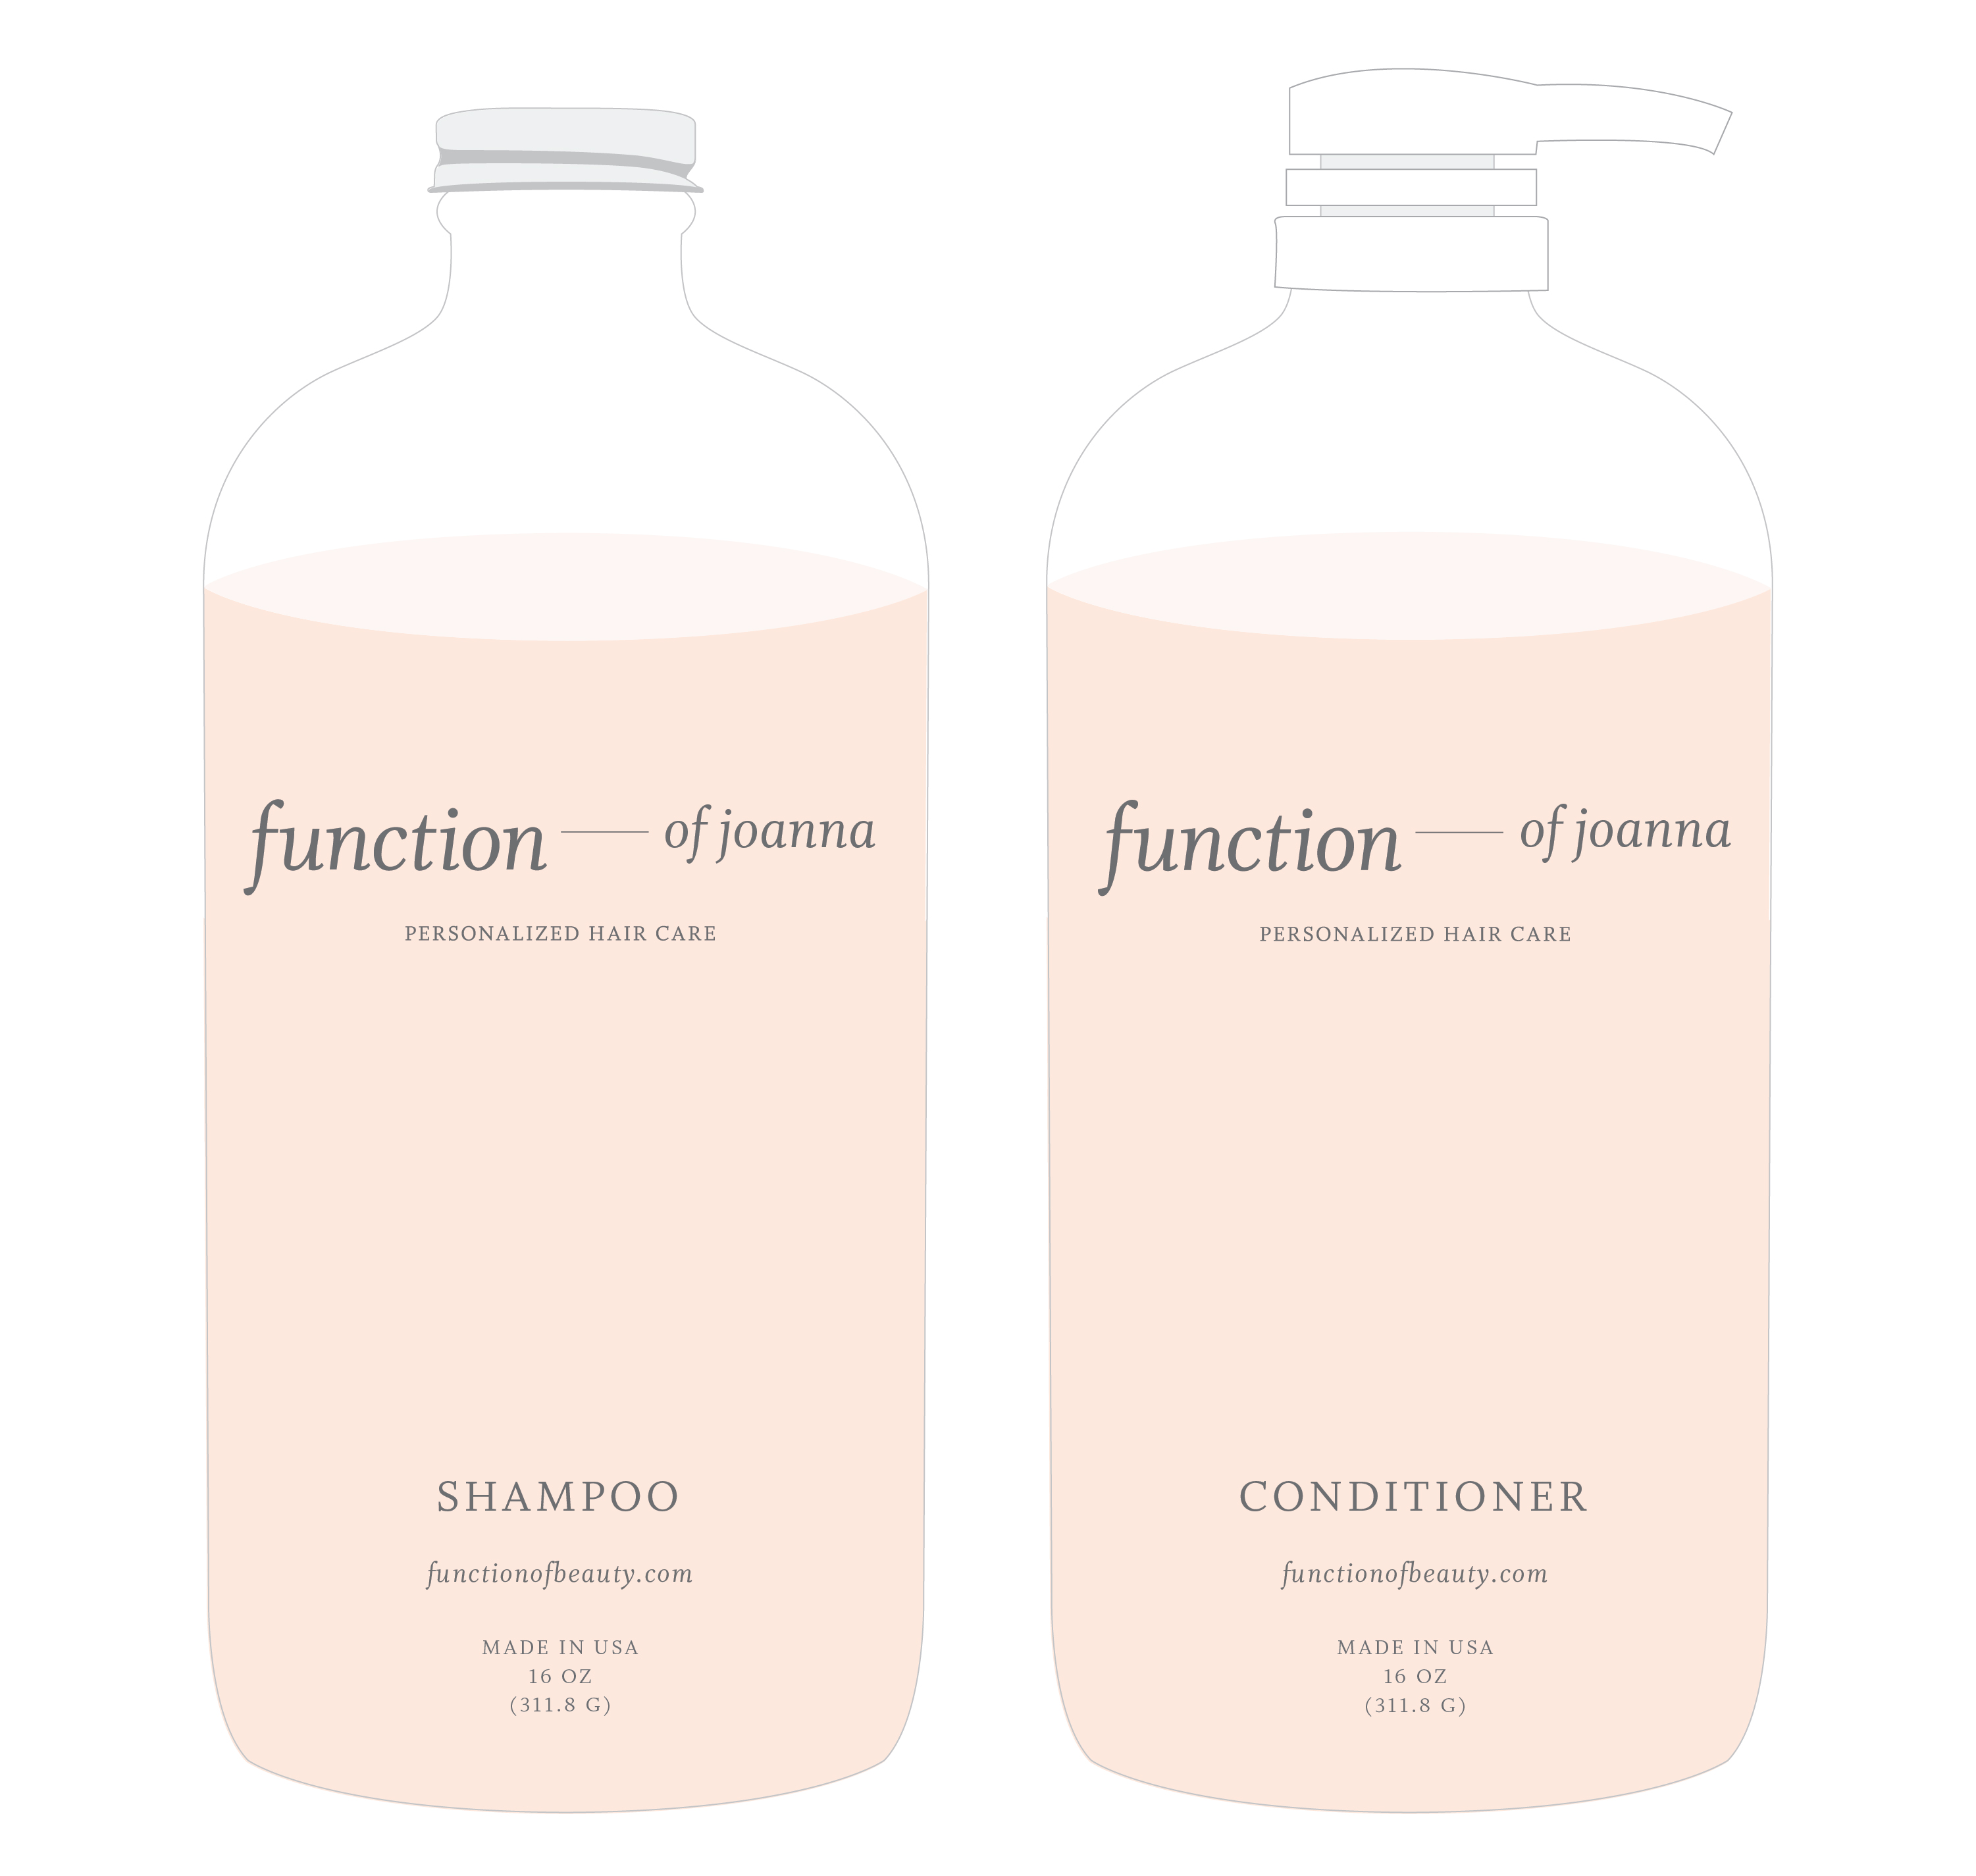 function — of joanna
PERSONALIZED HAIR CARE
SHAMPOO
functionofbeauty.com
MADE IN USA
16 OZ
(311.8 G)
function — of joanna
PERSONALIZED HAIR CARE
CONDITIONER
functionofbeauty.com
MADE IN USA
16 OZ
(311.8 G)